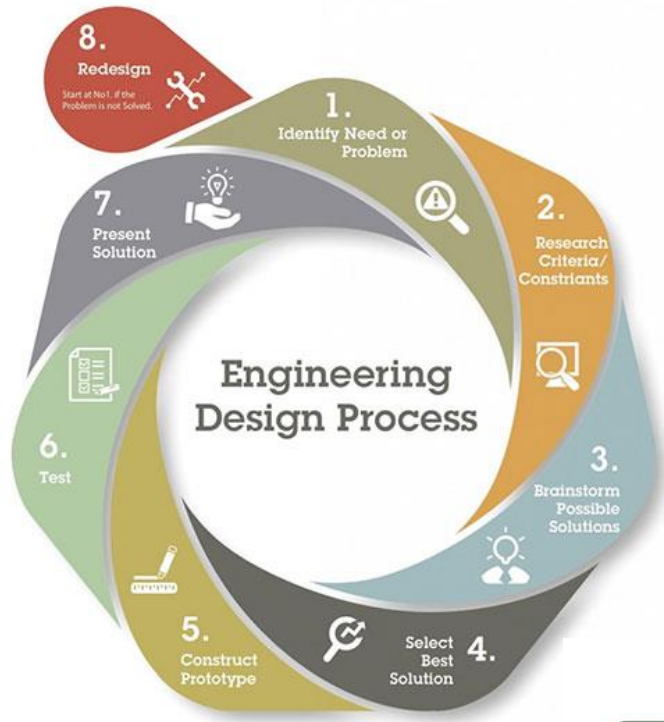 8.
Redesign
Start at No1. if the
Problem is not Solved.
1.
Identify Need or
Problem
2.
Research
Criteria/
Constriants
3.
Brainstorm
Possible
Solutions
Select
Best
Solution
4.
5.
Construct
Prototype
6.
Test
7.
Present
Solution
Engineering
Design Process